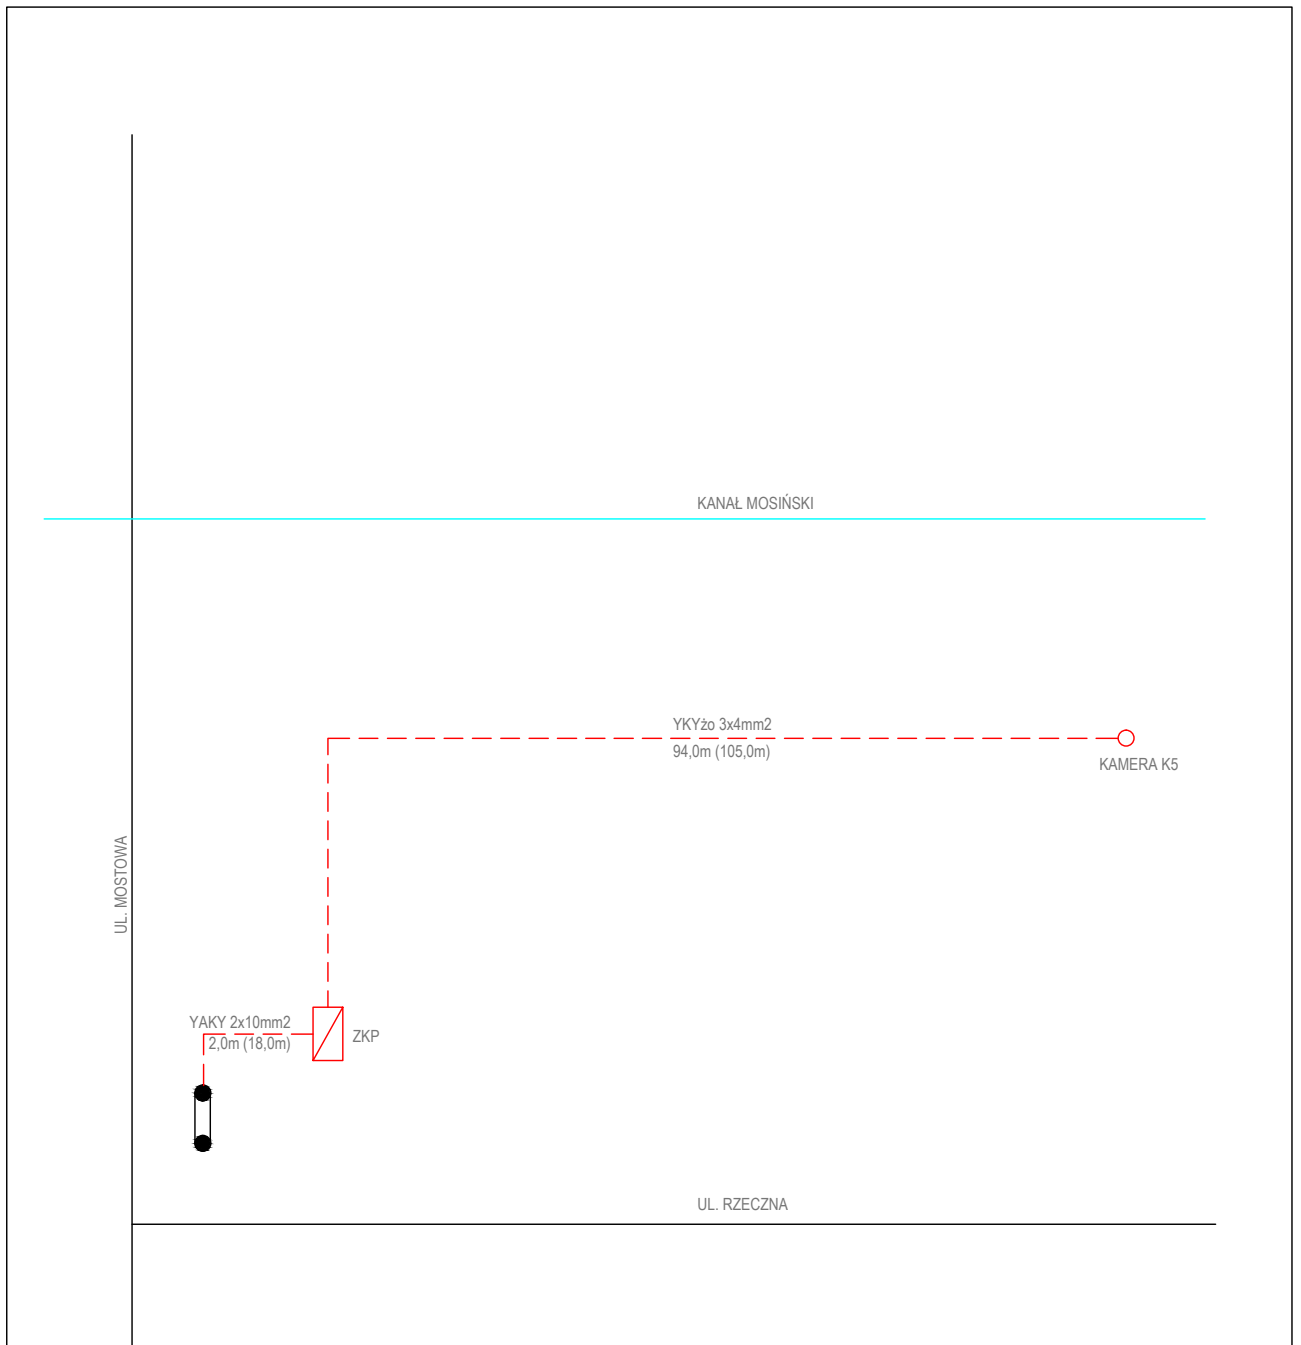 KANAŁ MOSIŃSKI
YKYżo 3x4mm2
94,0m (105,0m)
KAMERA K5
UL. MOSTOWA
YAKY 2x10mm2
2,0m (18,0m)
ZKP
UL. RZECZNA